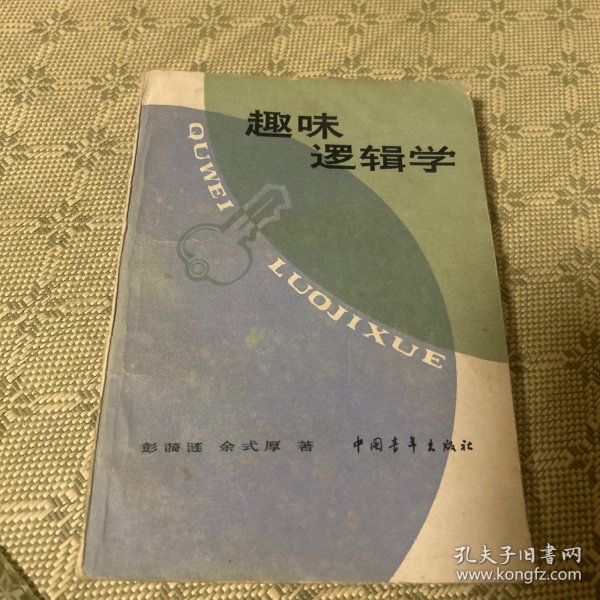 趣味
逻辑学
QUWEI
LUOJIXUE
彭漪涟 余式厚 著
中国青年出版社
孔夫子旧书网
www.kongfz.com